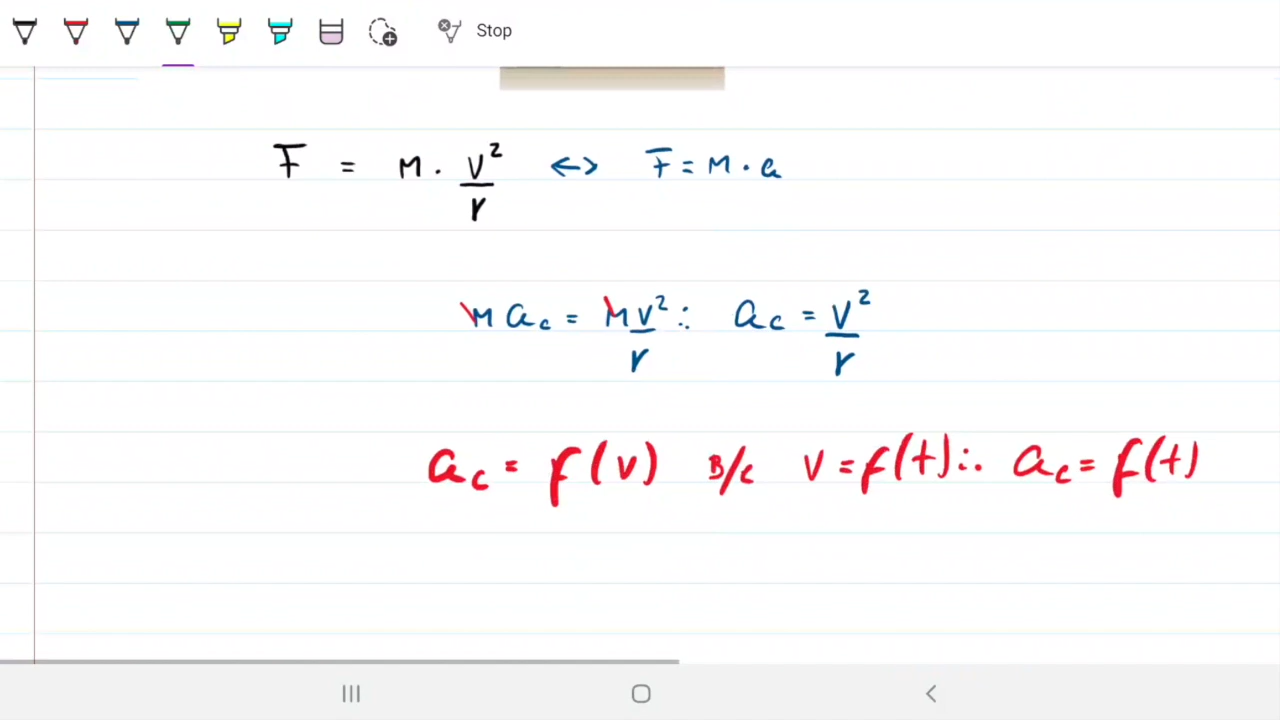 Stop
F = M · v²/r ↔ F = M · a
M a_c = M v²/r ∴ a_c = v²/r
a_c = f(v) B/c v = f(t) ∴ a_c = f(t)